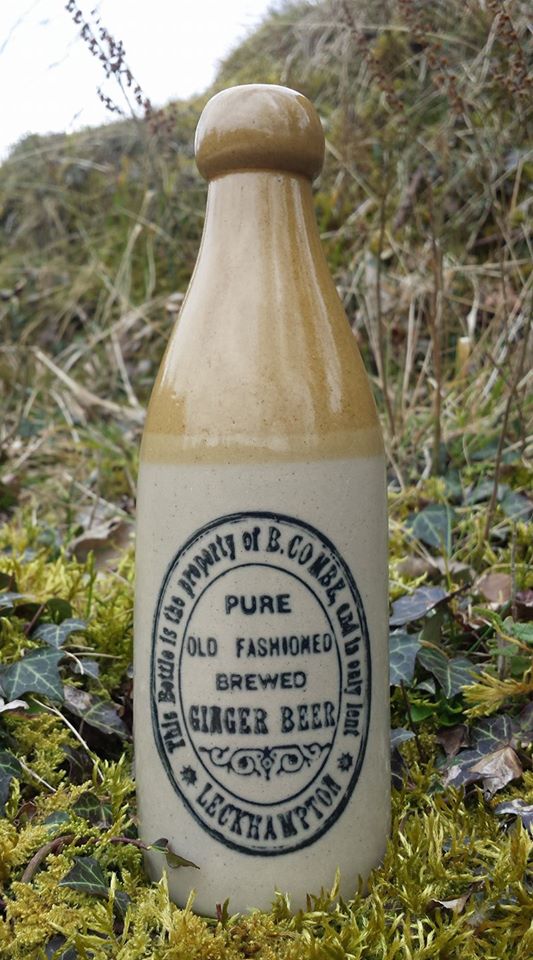 This Bottle is the property of B. COMBE, and is only lent
PURE
OLD FASHIONED
BREWED
GINGER BEER
* LECKHAMPTON *